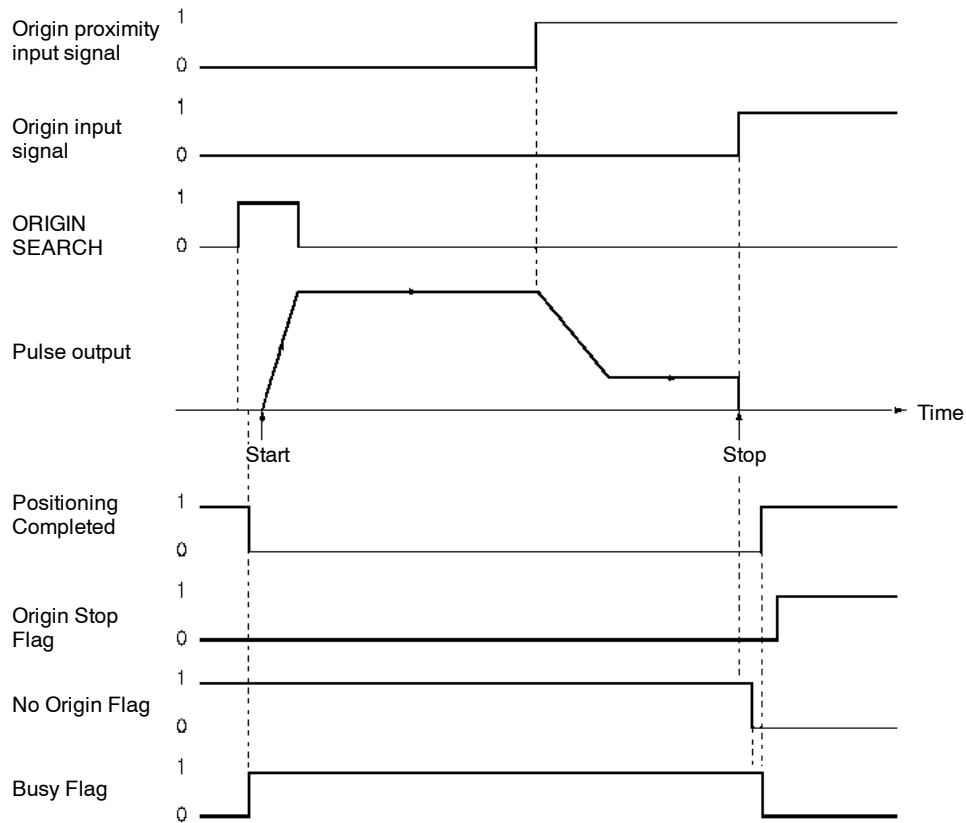 Origin proximity
input signal
1
0
Origin input
signal
1
0
ORIGIN
SEARCH
1
0
Pulse output
Time
Start
Stop
Positioning
Completed
1
0
Origin Stop
Flag
1
0
No Origin Flag
1
0
Busy Flag
1
0